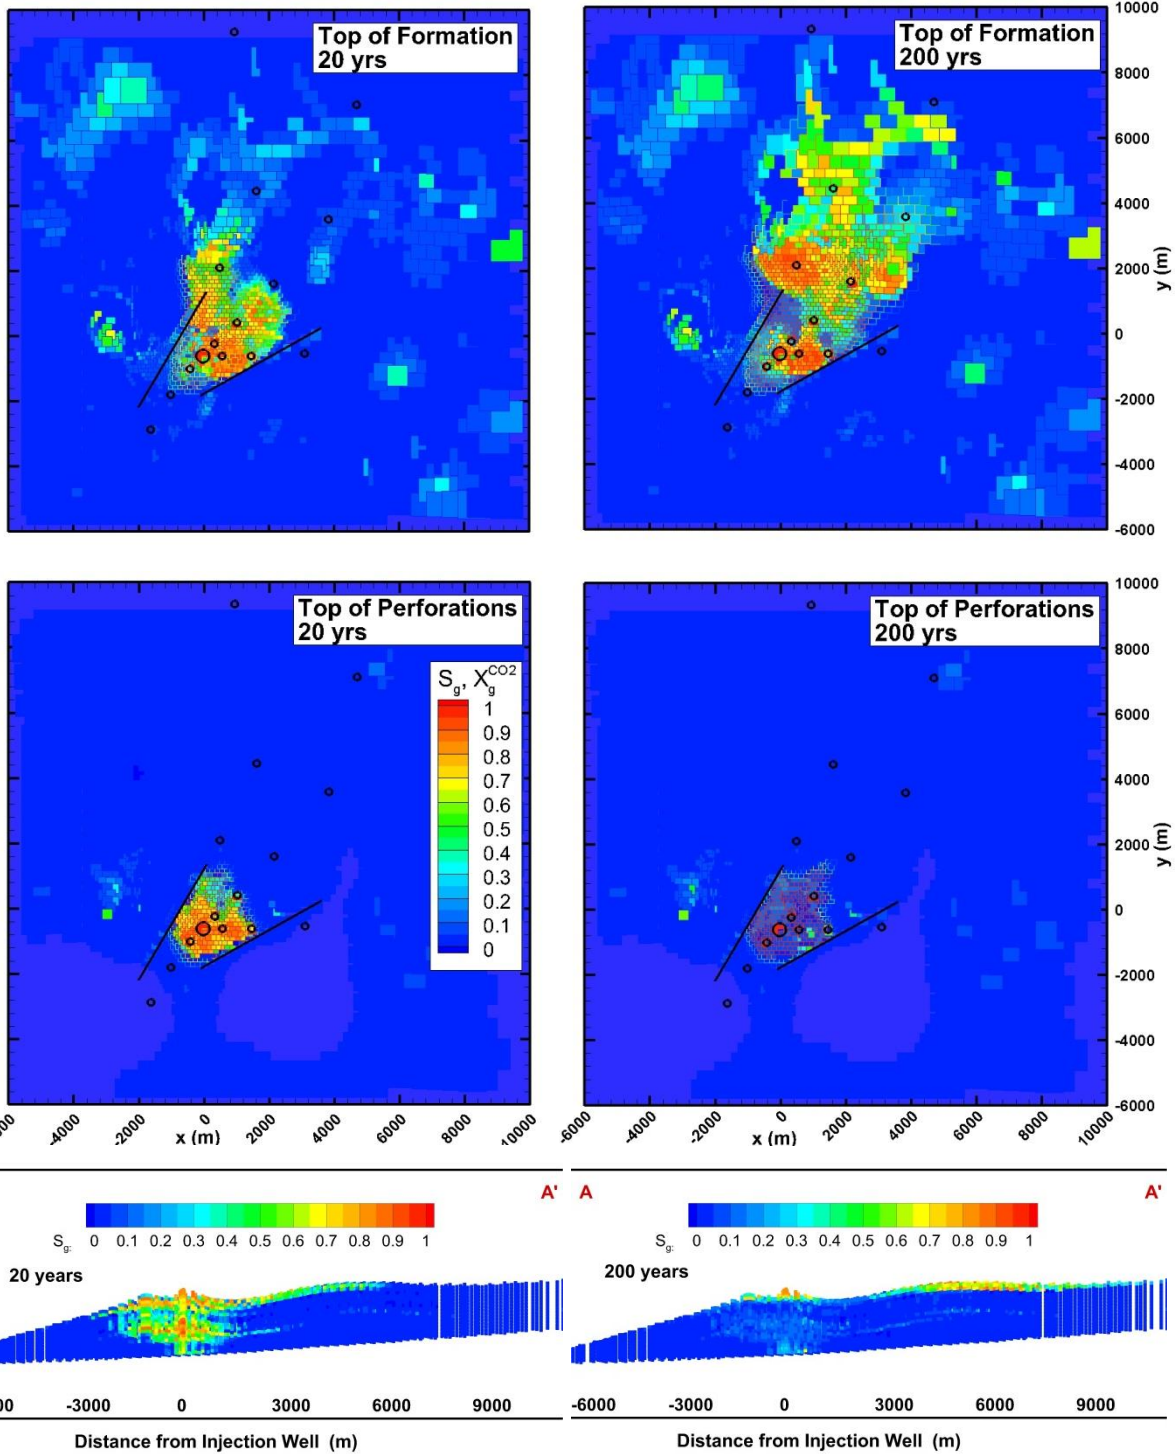 Top of Formation
20 yrs
Top of Formation
200 yrs
10000
8000
6000
4000
2000
0
-2000
-4000
-6000
y (m)
Top of Perforations
20 yrs
S_g, X_g^CO2
1
0.9
0.8
0.7
0.6
0.5
0.4
0.3
0.2
0.1
0
Top of Perforations
200 yrs
10000
8000
6000
4000
2000
0
-2000
-4000
-6000
y (m)
-4000 -2000 0 2000 4000 6000 8000 10000
x (m)
-6000 -4000 -2000 0 2000 4000 6000 8000 10000
x (m)
A'
S_g: 0 0.1 0.2 0.3 0.4 0.5 0.6 0.7 0.8 0.9 1
20 years
-3000 0 3000 6000 9000
Distance from Injection Well (m)
A A'
S_g: 0 0.1 0.2 0.3 0.4 0.5 0.6 0.7 0.8 0.9 1
200 years
-6000 -3000 0 3000 6000 9000
Distance from Injection Well (m)